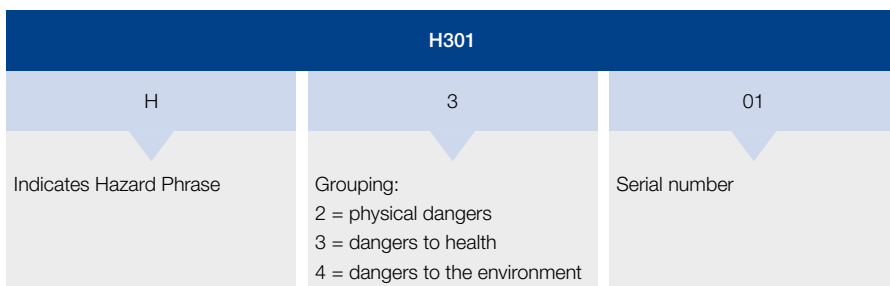 H301
H
3
01
Indicates Hazard Phrase
Grouping:
2 = physical dangers
3 = dangers to health
4 = dangers to the environment
Serial number